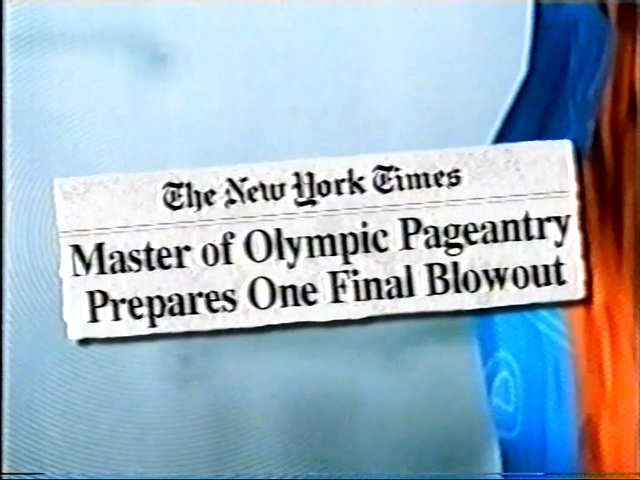 The New York Times
Master of Olympic Pageantry
Prepares One Final Blowout